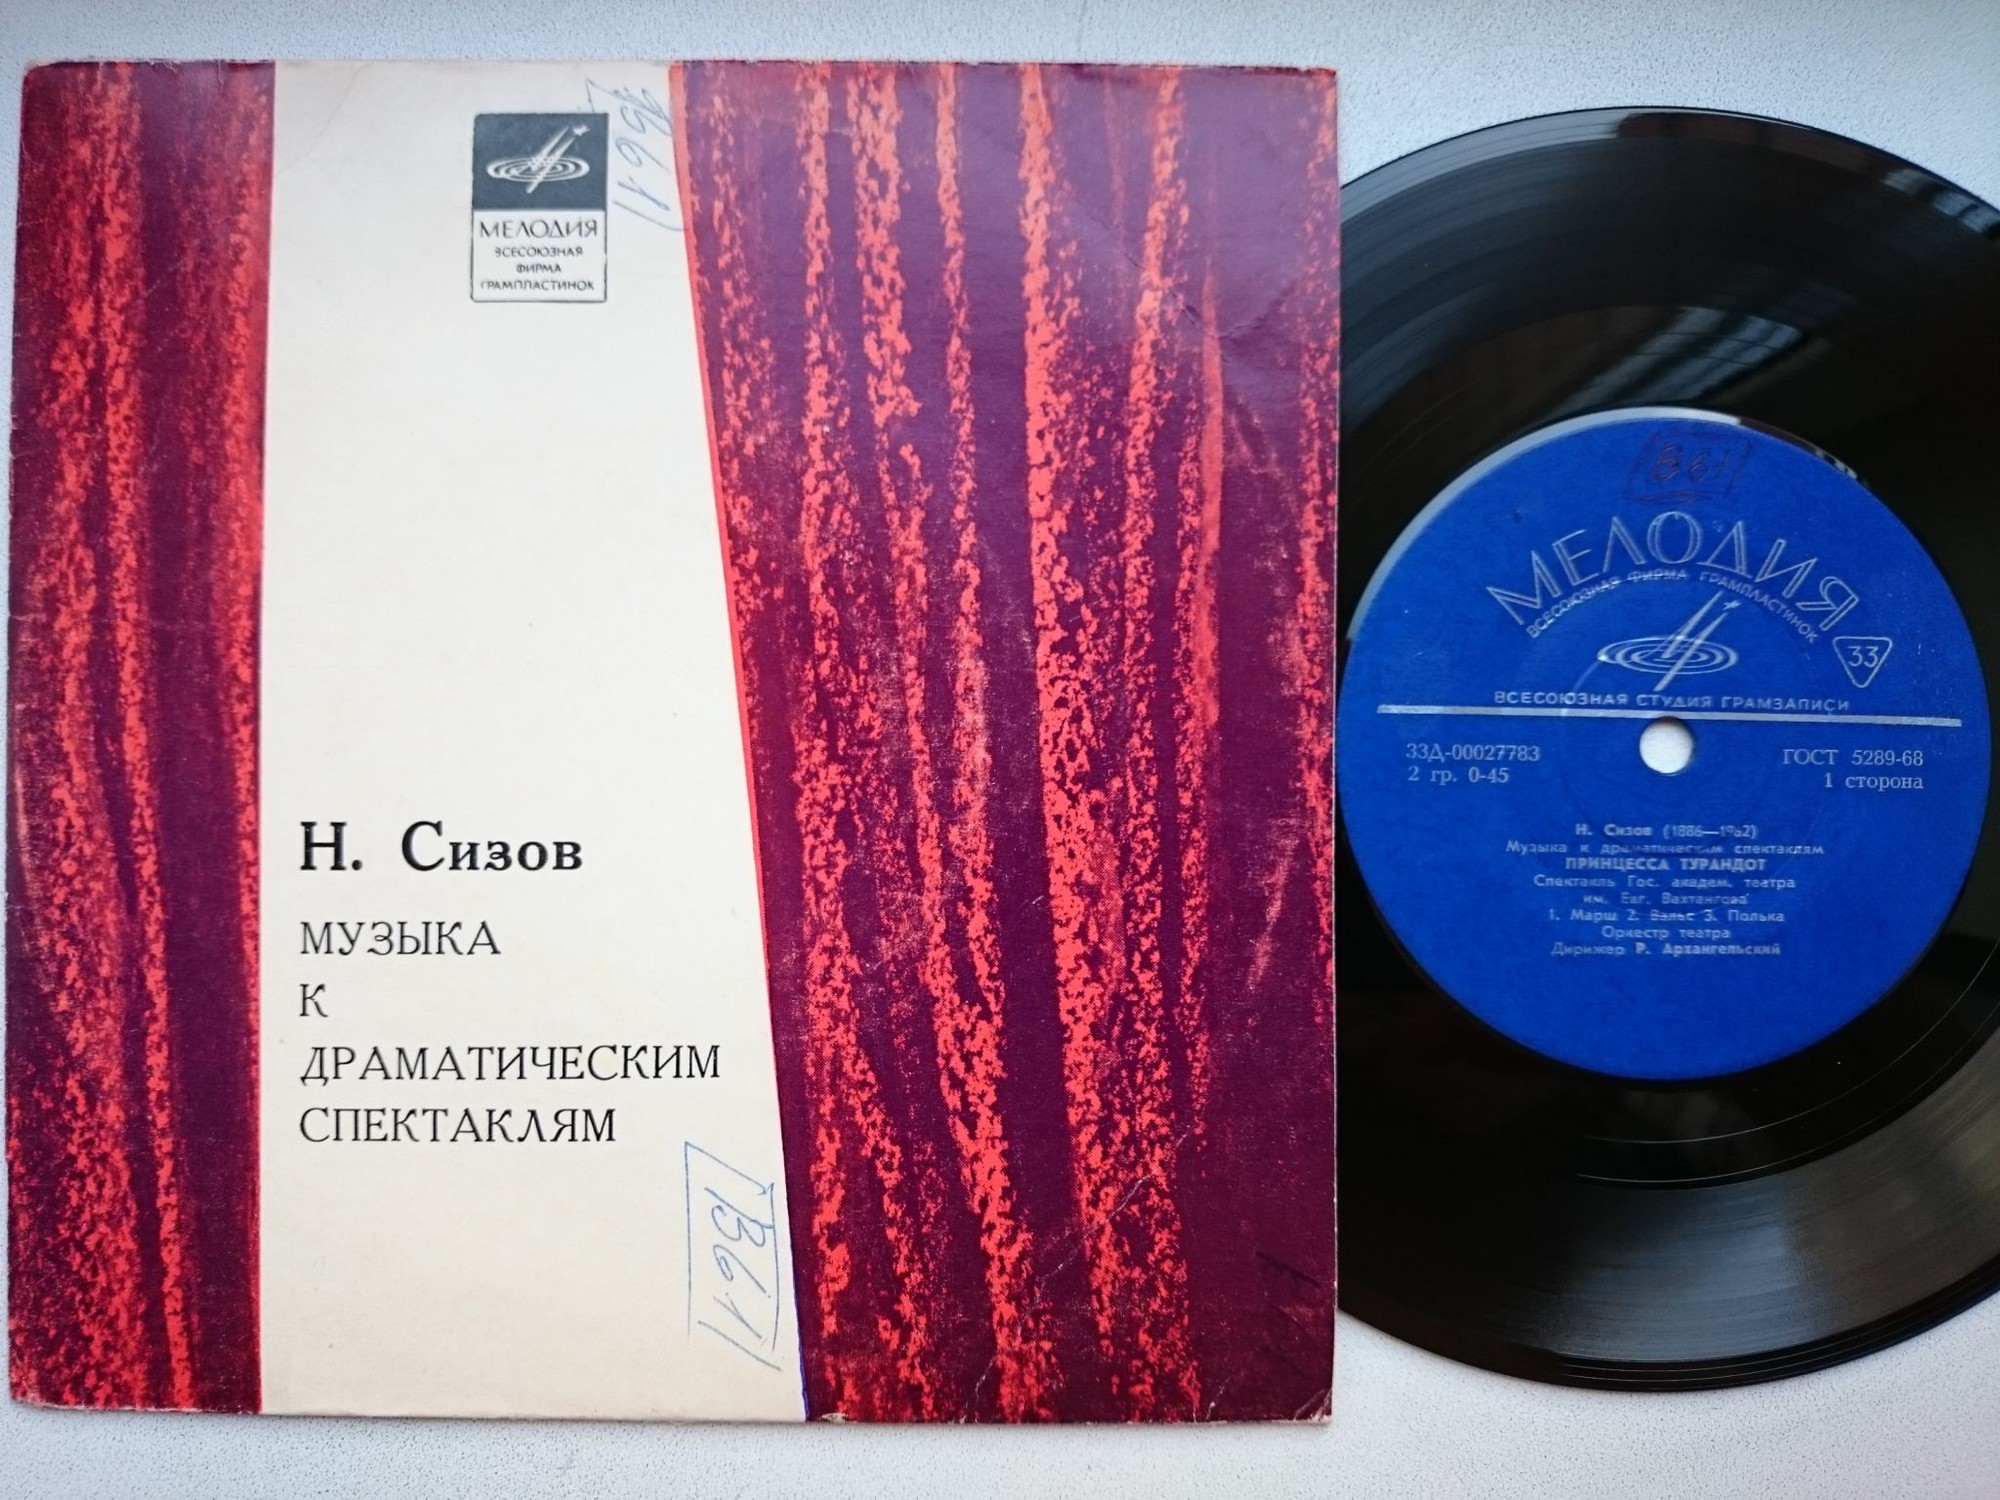 МЕЛОДИЯ
ВСЕСОЮЗНАЯ
ФИРМА
ГРАМПЛАСТИНОК
Н. Сизов
МУЗЫКА
К
ДРАМАТИЧЕСКИМ
СПЕКТАКЛЯМ
МЕЛОДИЯ
ВСЕСОЮЗНАЯ ФИРМА ГРАМПЛАСТИНОК
33
ВСЕСОЮЗНАЯ СТУДИЯ ГРАМЗАПИСИ
33Д-00027783
ГОСТ 5289-68
2 гр. 0-45
1 сторона
Н. Сизов (1886—1962)
Музыка к драматическим спектаклям
ПРИНЦЕССА ТУРАНДОТ
Спектакль Гос. академ. театра
им. Евг. Вахтангова
1. Марш 2. Вальс 3. Полька
Оркестр театра
Дирижер Р. Архангельский